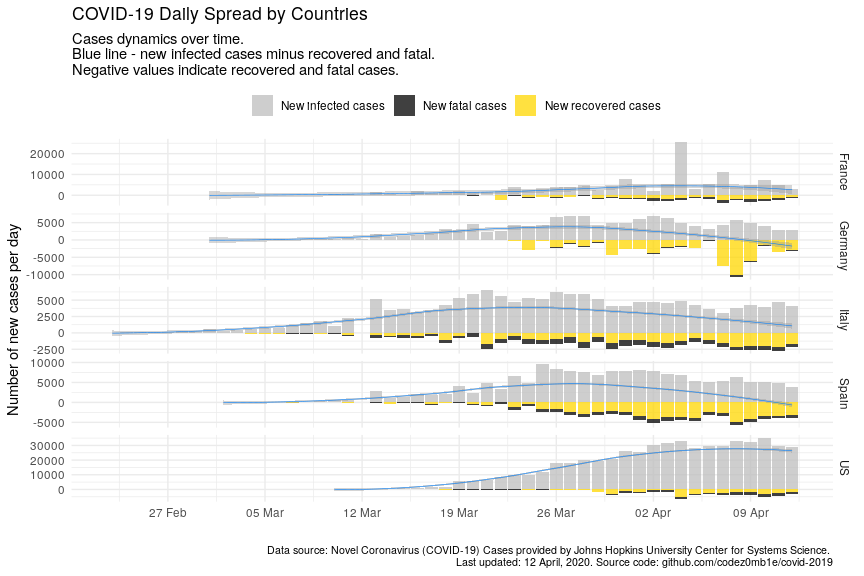 COVID-19 Daily Spread by Countries
Cases dynamics over time.
Blue line - new infected cases minus recovered and fatal.
Negative values indicate recovered and fatal cases.
New infected cases New fatal cases New recovered cases
Number of new cases per day
20000
10000
0
France
5000
0
-5000
-10000
Germany
5000
2500
0
-2500
Italy
10000
5000
0
-5000
Spain
30000
20000
10000
0
US
27 Feb 05 Mar 12 Mar 19 Mar 26 Mar 02 Apr 09 Apr
Data source: Novel Coronavirus (COVID-19) Cases provided by Johns Hopkins University Center for Systems Science.
Last updated: 12 April, 2020. Source code: github.com/codez0mb1e/covid-2019